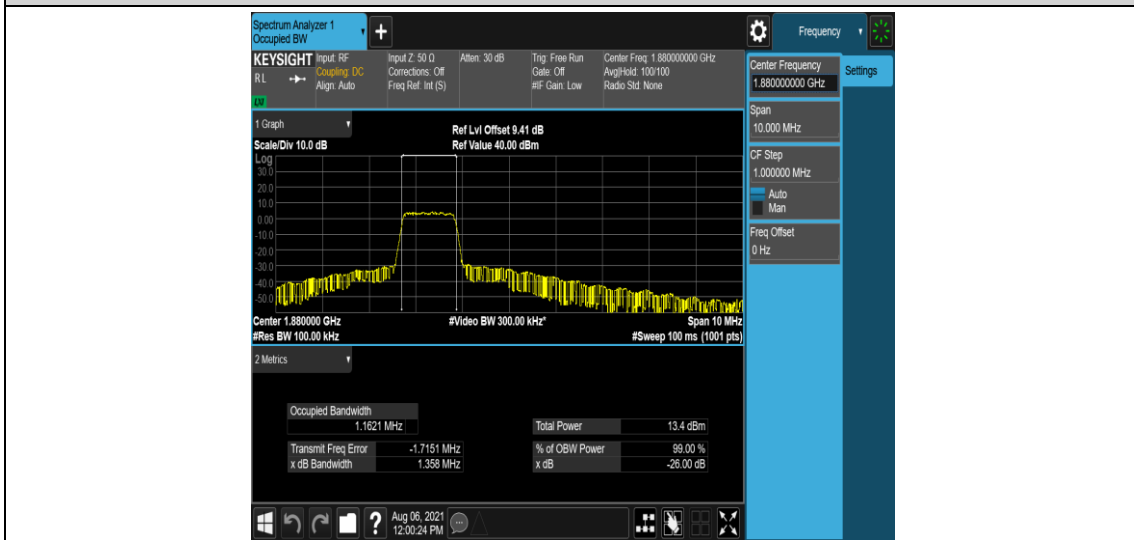 Spectrum Analyzer 1
Occupied BW
+
Frequency
KEYSIGHT
RL
Input: RF
Coupling: DC
Align: Auto
Input Z: 50 Ω
Corrections: Off
Freq Ref: Int (S)
Atten: 30 dB
Trig: Free Run
Gate: Off
#IF Gain: Low
Center Freq: 1.880000000 GHz
Avg|Hold: 100/100
Radio Std: None
Center Frequency
1.880000000 GHz
Settings
Span
10.000 MHz
CF Step
1.000000 MHz
Auto
Man
Freq Offset
0 Hz
1 Graph
Ref Lvl Offset 9.41 dB
Scale/Div 10.0 dB
Ref Value 40.00 dBm
Log
30.0
20.0
10.0
0.00
-10.0
-20.0
-30.0
-40.0
-50.0
Center 1.880000 GHz
#Video BW 300.00 kHz*
Span 10 MHz
#Res BW 100.00 kHz
#Sweep 100 ms (1001 pts)
2 Metrics
Occupied Bandwidth
1.1621 MHz
Total Power 13.4 dBm
Transmit Freq Error -1.7151 MHz
% of OBW Power 99.00 %
x dB Bandwidth 1.358 MHz
x dB -26.00 dB
?
Aug 06, 2021
12:00:24 PM